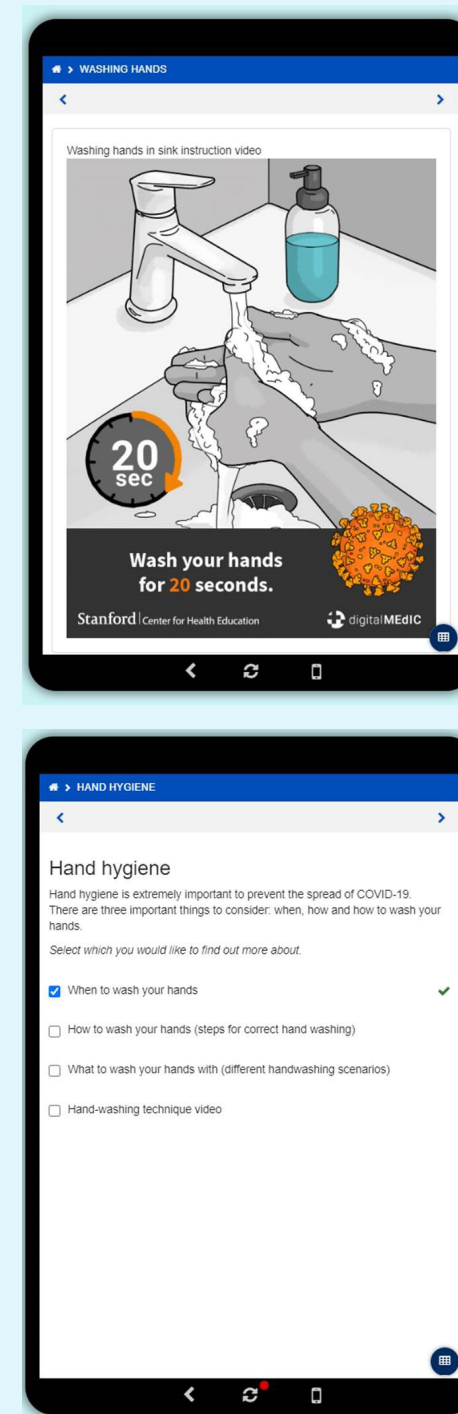 WASHING HANDS
Washing hands in sink instruction video
20
sec
Wash your hands
for 20 seconds.
Stanford | Center for Health Education
digitalMEdIC
HAND HYGIENE
Hand hygiene
Hand hygiene is extremely important to prevent the spread of COVID-19.
There are three important things to consider: when, how and how to wash your
hands.
Select which you would like to find out more about.
When to wash your hands
How to wash your hands (steps for correct hand washing)
What to wash your hands with (different handwashing scenarios)
Hand-washing technique video